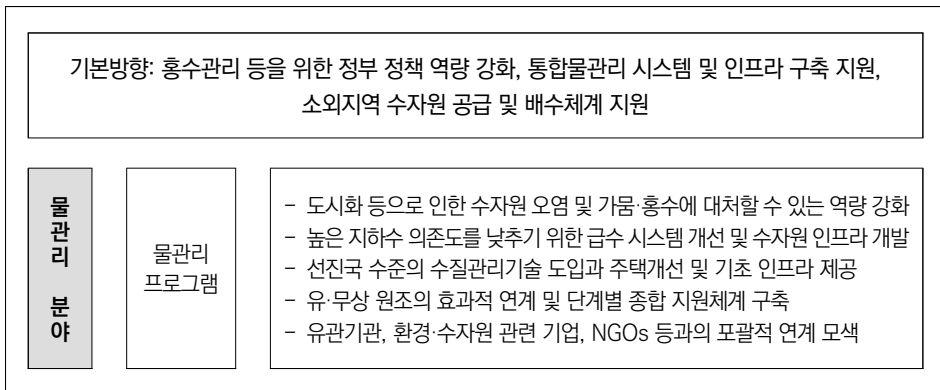 기본방향: 홍수관리 등을 위한 정부 정책 역량 강화, 통합물관리 시스템 및 인프라 구축 지원,
소외지역 수자원 공급 및 배수체계 지원
물관리 분야
물관리
프로그램
- 도시화 등으로 인한 수자원 오염 및 가뭄·홍수에 대처할 수 있는 역량 강화
- 높은 지하수 의존도를 낮추기 위한 급수 시스템 개선 및 수자원 인프라 개발
- 선진국 수준의 수질관리기술 도입과 주택개선 및 기초 인프라 제공
- 유·무상 원조의 효과적 연계 및 단계별 종합 지원체계 구축
- 유관기관, 환경·수자원 관련 기업, NGOs 등과의 포괄적 연계 모색